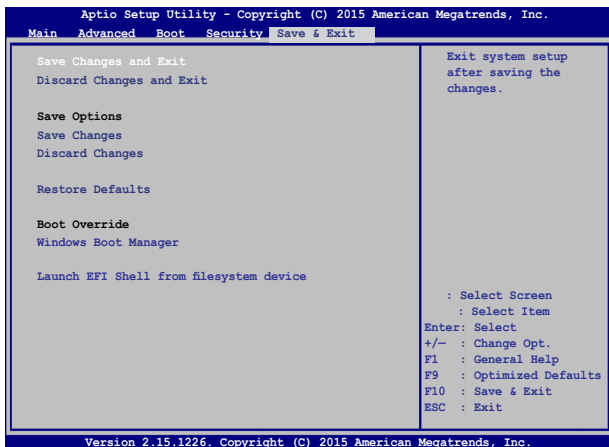 Aptio Setup Utility - Copyright (C) 2015 American Megatrends, Inc.
Main Advanced Boot Security Save & Exit
Save Changes and Exit
Discard Changes and Exit
Save Options
Save Changes
Discard Changes
Restore Defaults
Boot Override
Windows Boot Manager
Launch EFI Shell from filesystem device
Exit system setup
after saving the
changes.
: Select Screen
: Select Item
Enter: Select
+/— : Change Opt.
F1 : General Help
F9 : Optimized Defaults
F10 : Save & Exit
ESC : Exit
Version 2.15.1226. Copyright (C) 2015 American Megatrends, Inc.